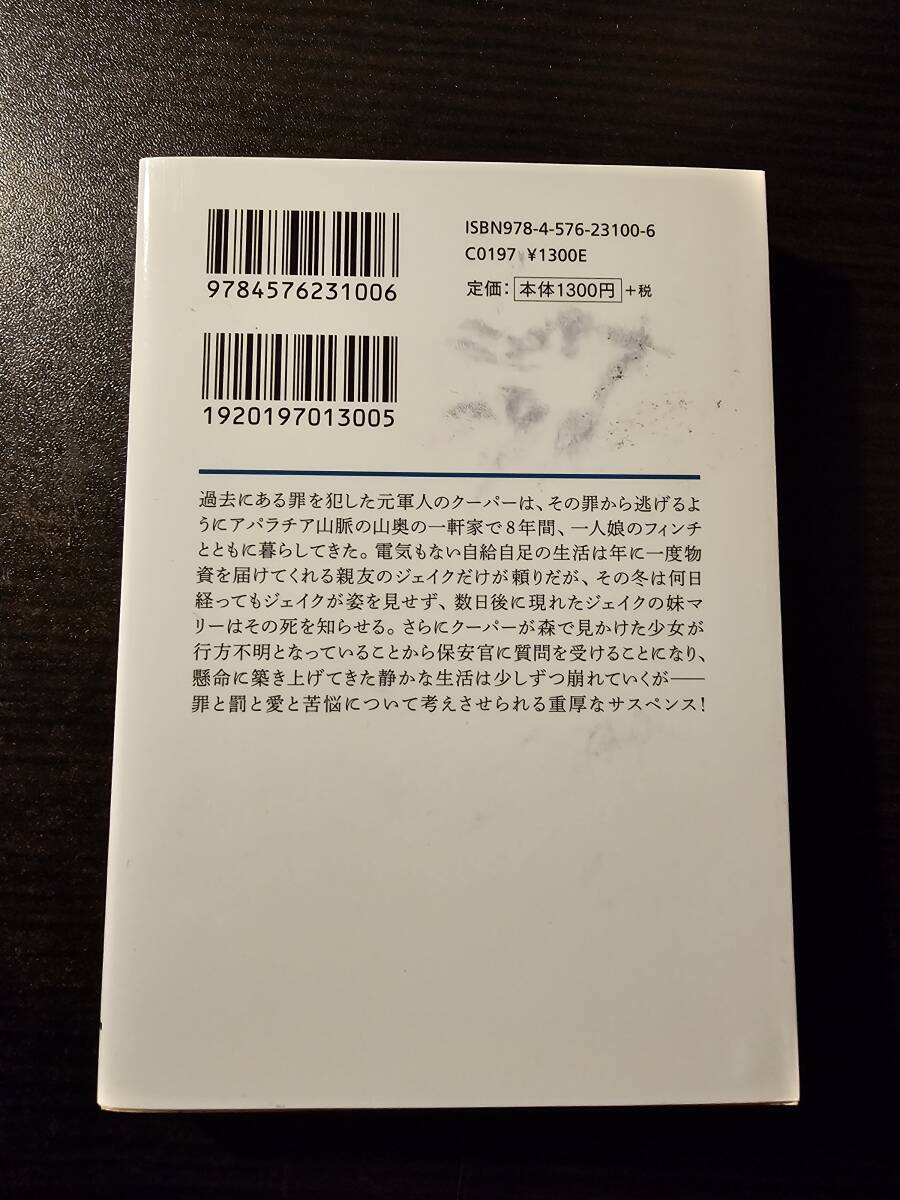 ISBN978-4-576-23100-6
C0197 ¥1300E
定価：本体1300円+税
9784576231006
1920197013005
過去にある罪を犯した元軍人のクーパーは、その罪から逃げるよ
うにアパラチア山脈の山奥の一軒家で8年間、一人娘のフィンチ
とともに暮らしてきた。電気もない自給自足の生活は年に一度物
資を届けてくれる親友のジェイクだけが頼りだが、その冬は何日
経ってもジェイクが姿を見せず、数日後に現れたジェイクの妹マ
リーはその死を知らせる。さらにクーパーが森で見かけた少女が
行方不明となっていることから保安官に質問を受けることになり、
懸命に築き上げてきた静かな生活は少しずつ崩れていくが――
罪と罰と愛と苦悩について考えさせられる重厚なサスペンス！